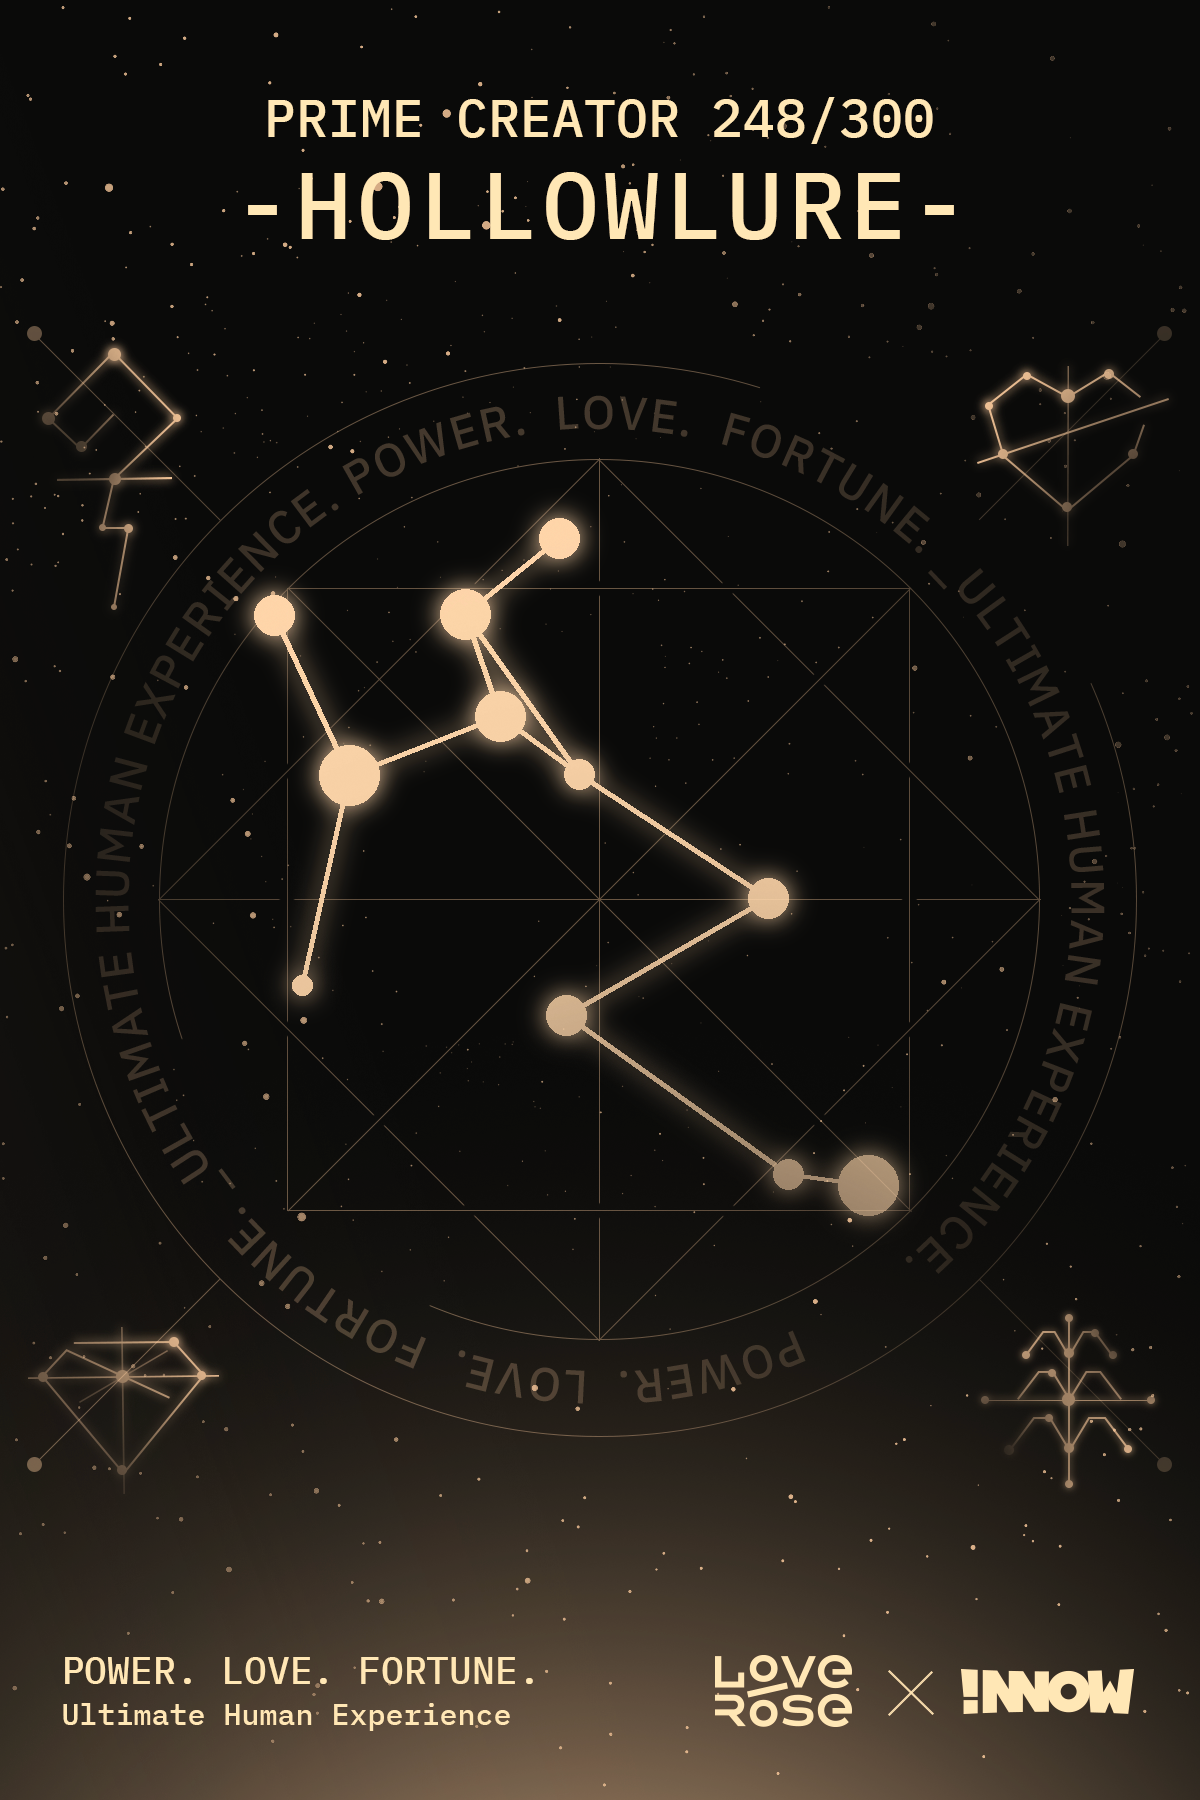 PRIME CREATOR 248/300
-HOLLOWLURE-
POWER. LOVE. FORTUNE. – ULTIMATE HUMAN EXPERIENCE.
POWER. LOVE. FORTUNE. – ULTIMATE HUMAN EXPERIENCE.
POWER. LOVE. FORTUNE.
Ultimate Human Experience
LOVE ROSE × !NNOW